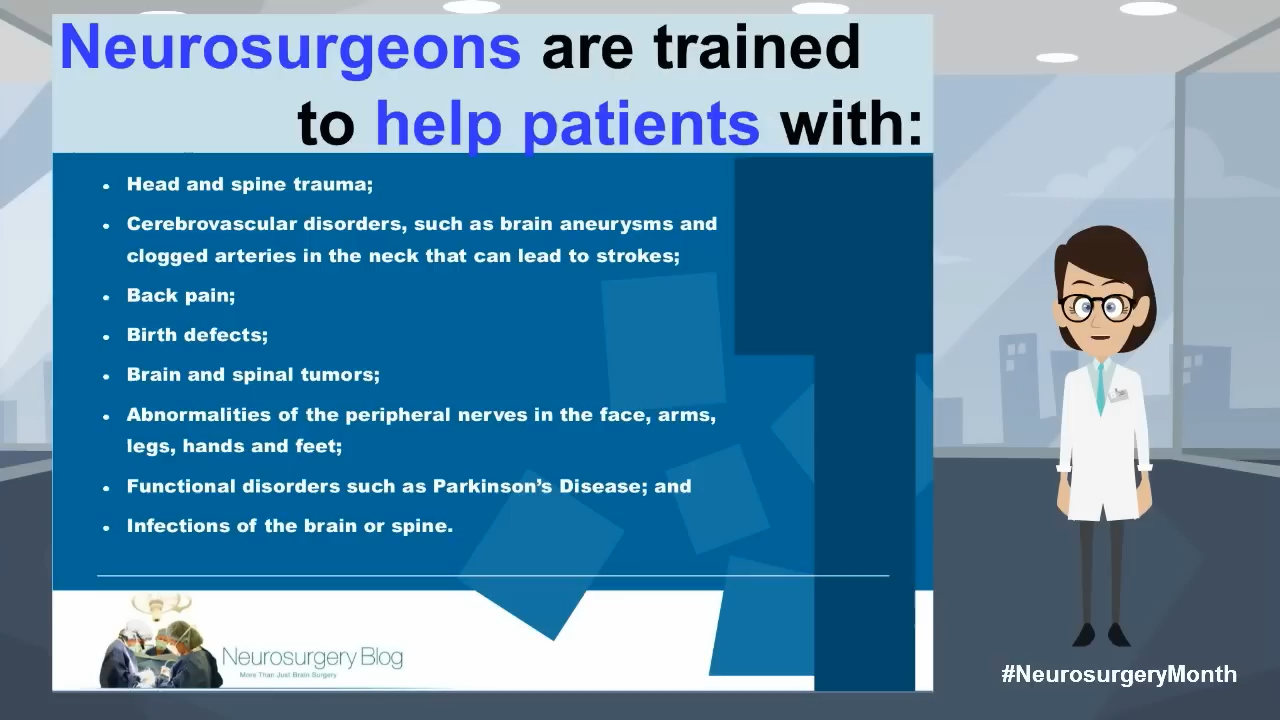 Neurosurgeons are trained
to help patients with:
• Head and spine trauma;
• Cerebrovascular disorders, such as brain aneurysms and
clogged arteries in the neck that can lead to strokes;
• Back pain;
• Birth defects;
• Brain and spinal tumors;
• Abnormalities of the peripheral nerves in the face, arms,
legs, hands and feet;
• Functional disorders such as Parkinson’s Disease; and
• Infections of the brain or spine.
Neurosurgery Blog
More Than Just Brain Surgery
#NeurosurgeryMonth